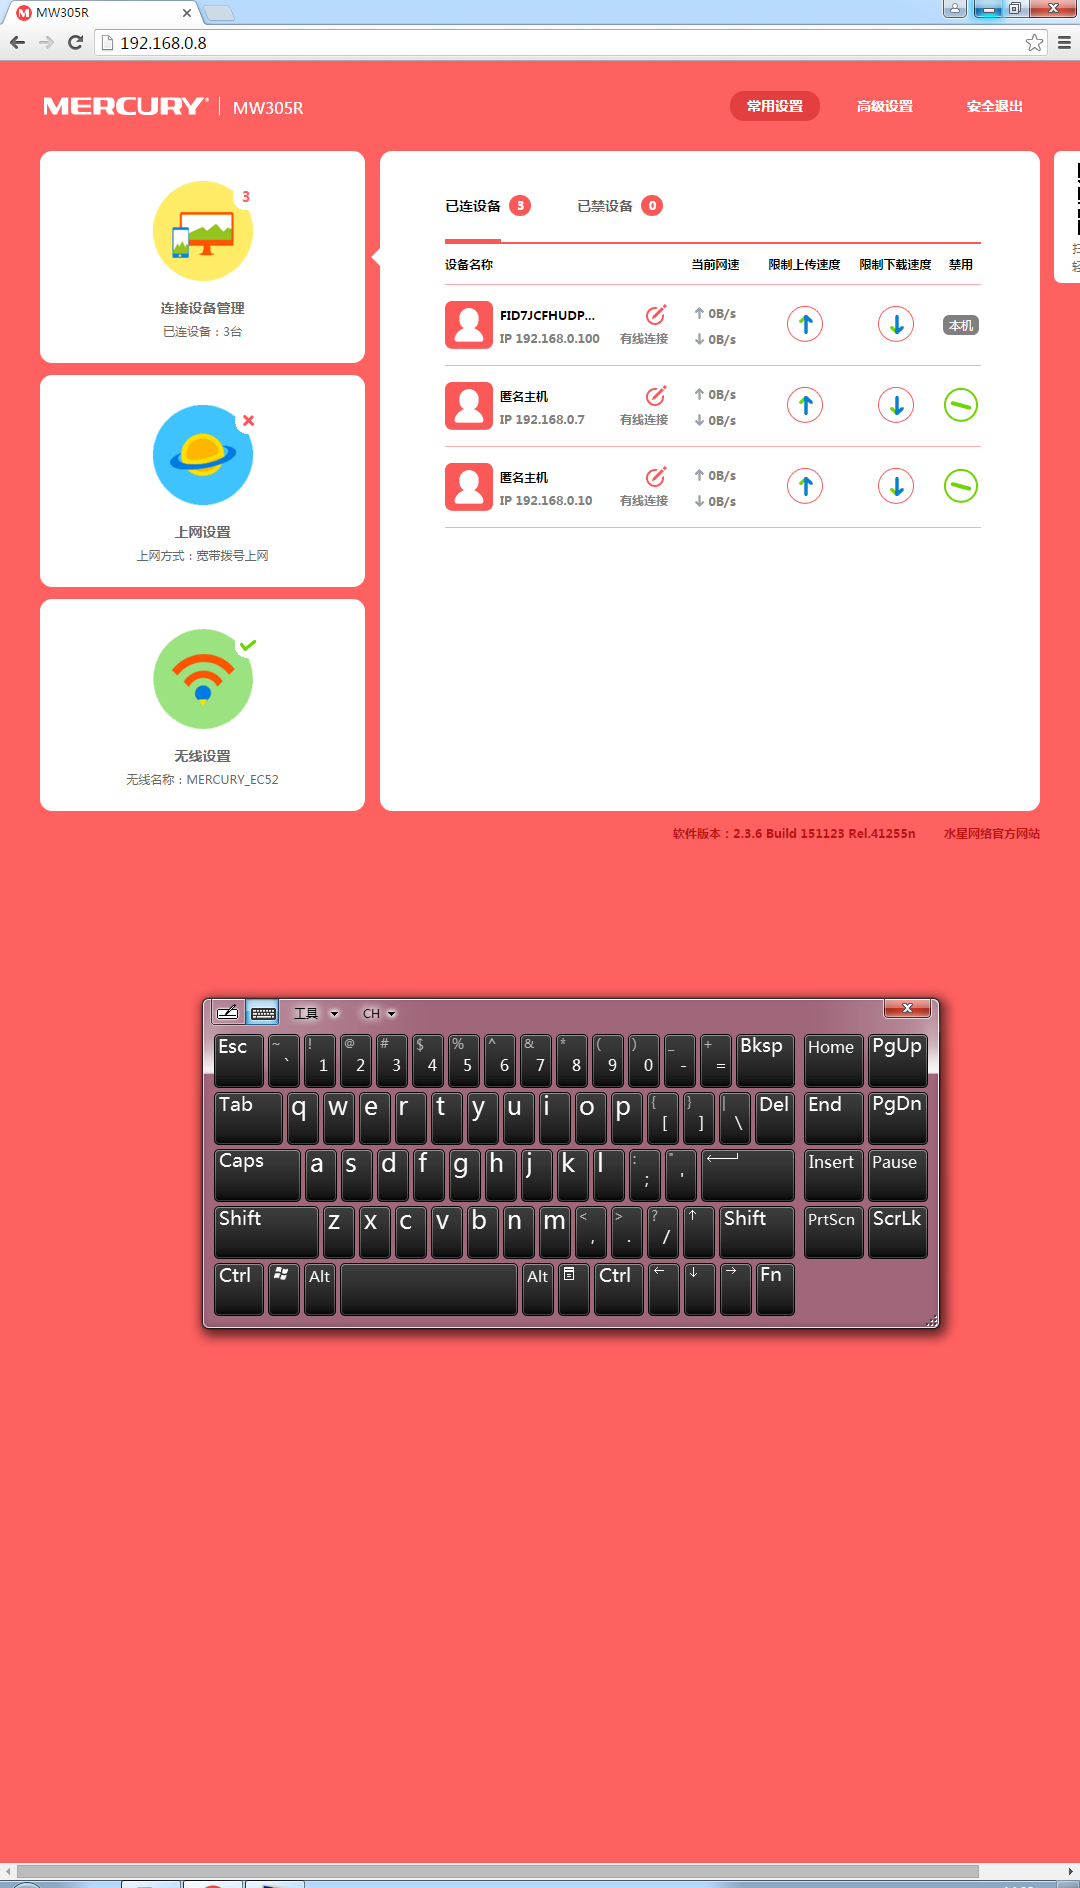 MW305R
192.168.0.8
MERCURY® MW305R
常用设置 高级设置 安全退出
3
连接设备管理
已连设备：3台
上网设置
上网方式：宽带拨号上网
无线设置
无线名称：MERCURY_EC52
已连设备 3 已禁设备 0
设备名称 当前网速 限制上传速度 限制下载速度 禁用
FID7JCFHUDP... 0B/s 本机
IP 192.168.0.100 有线连接 0B/s
匿名主机 0B/s
IP 192.168.0.7 有线连接 0B/s
匿名主机 0B/s
IP 192.168.0.10 有线连接 0B/s
软件版本：2.3.6 Build 151123 Rel.41255n 水星网络官方网站
工具 CH
Esc ~ ` ! 1 @ 2 # 3 $ 4 % 5 ^ 6 & 7 * 8 ( 9 ) 0 _ - + = Bksp Home PgUp
Tab q w e r t y u i o p { [ } ] | \ Del End PgDn
Caps a s d f g h j k l : ; " ' Insert Pause
Shift z x c v b n m < , > . ? / ↑ Shift PrtScn ScrLk
Ctrl Alt Alt Ctrl ← ↓ → Fn